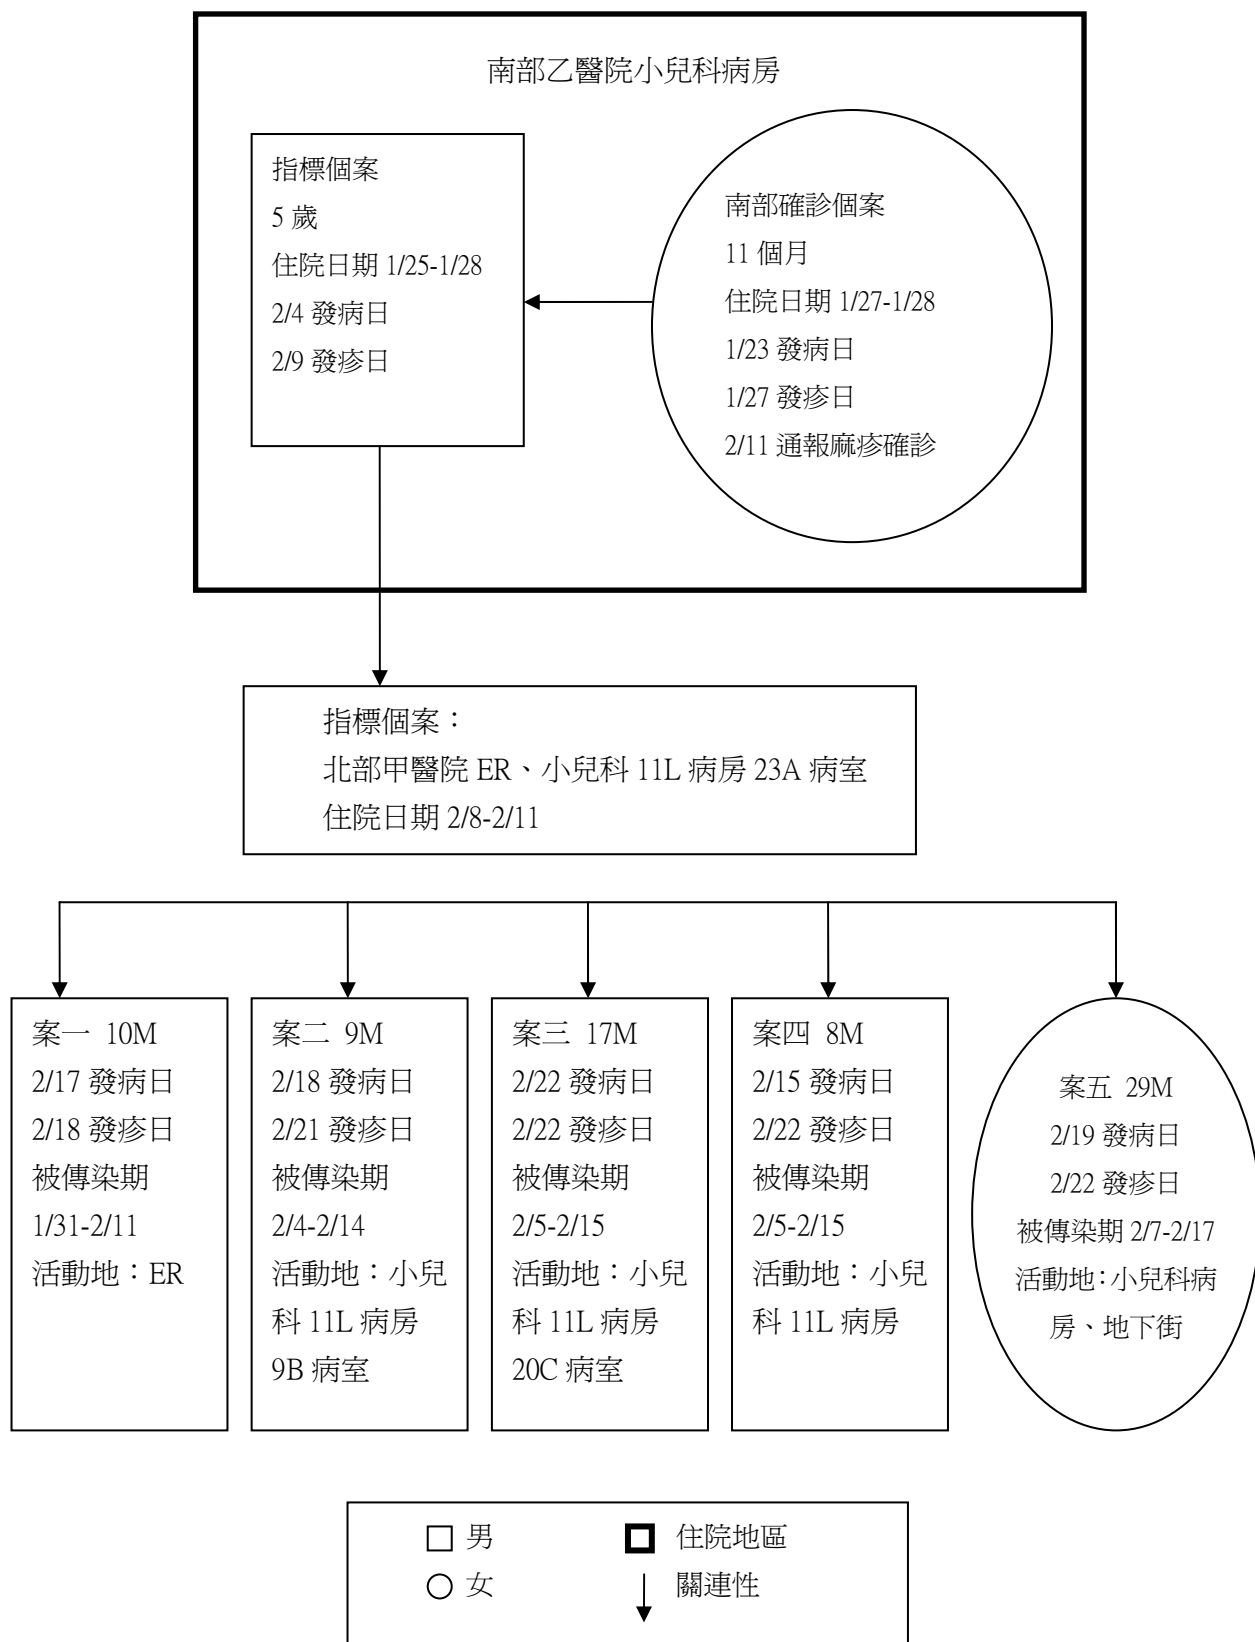 南部乙醫院小兒科病房
指標個案
5 歲
住院日期 1/25-1/28
2/4 發病日
2/9 發疹日
南部確診個案
11 個月
住院日期 1/27-1/28
1/23 發病日
1/27 發疹日
2/11 通報麻疹確診
指標個案：
北部甲醫院 ER、小兒科 11L 病房 23A 病室
住院日期 2/8-2/11
案一 10M
2/17 發病日
2/18 發疹日
被傳染期
1/31-2/11
活動地：ER
案二 9M
2/18 發病日
2/21 發疹日
被傳染期
2/4-2/14
活動地：小兒
科 11L 病房
9B 病室
案三 17M
2/22 發病日
2/22 發疹日
被傳染期
2/5-2/15
活動地：小兒
科 11L 病房
20C 病室
案四 8M
2/15 發病日
2/22 發疹日
被傳染期
2/5-2/15
活動地：小兒
科 11L 病房
案五 29M
2/19 發病日
2/22 發疹日
被傳染期 2/7-2/17
活動地：小兒科病
房、地下街
男
住院地區
女
關連性